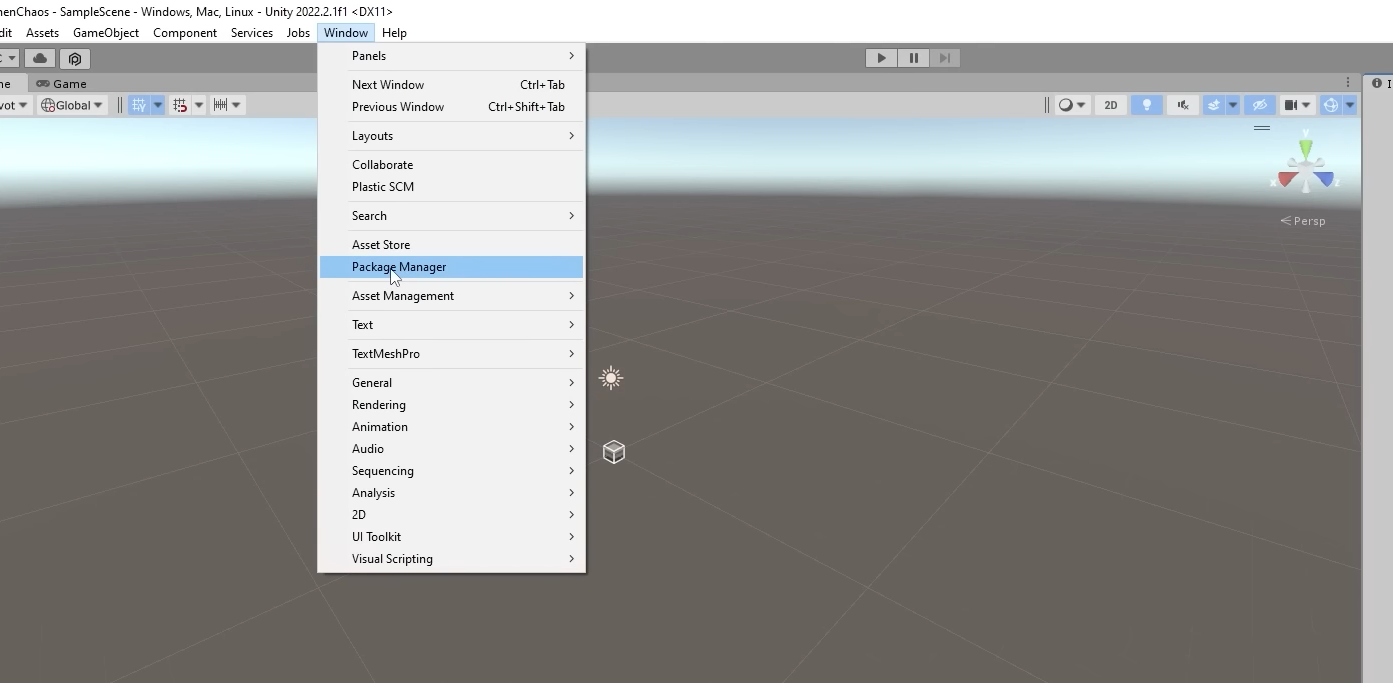 henChaos - SampleScene - Windows, Mac, Linux - Unity 2022.2.1f1 <DX11>
dit Assets GameObject Component Services Jobs Window Help
ne Game
vot Global 2D
Panels
Next Window Ctrl+Tab
Previous Window Ctrl+Shift+Tab
Layouts
Collaborate
Plastic SCM
Search
Asset Store
Package Manager
Asset Management
Text
TextMeshPro
General
Rendering
Animation
Audio
Sequencing
Analysis
2D
UI Toolkit
Visual Scripting
y
x z
Persp